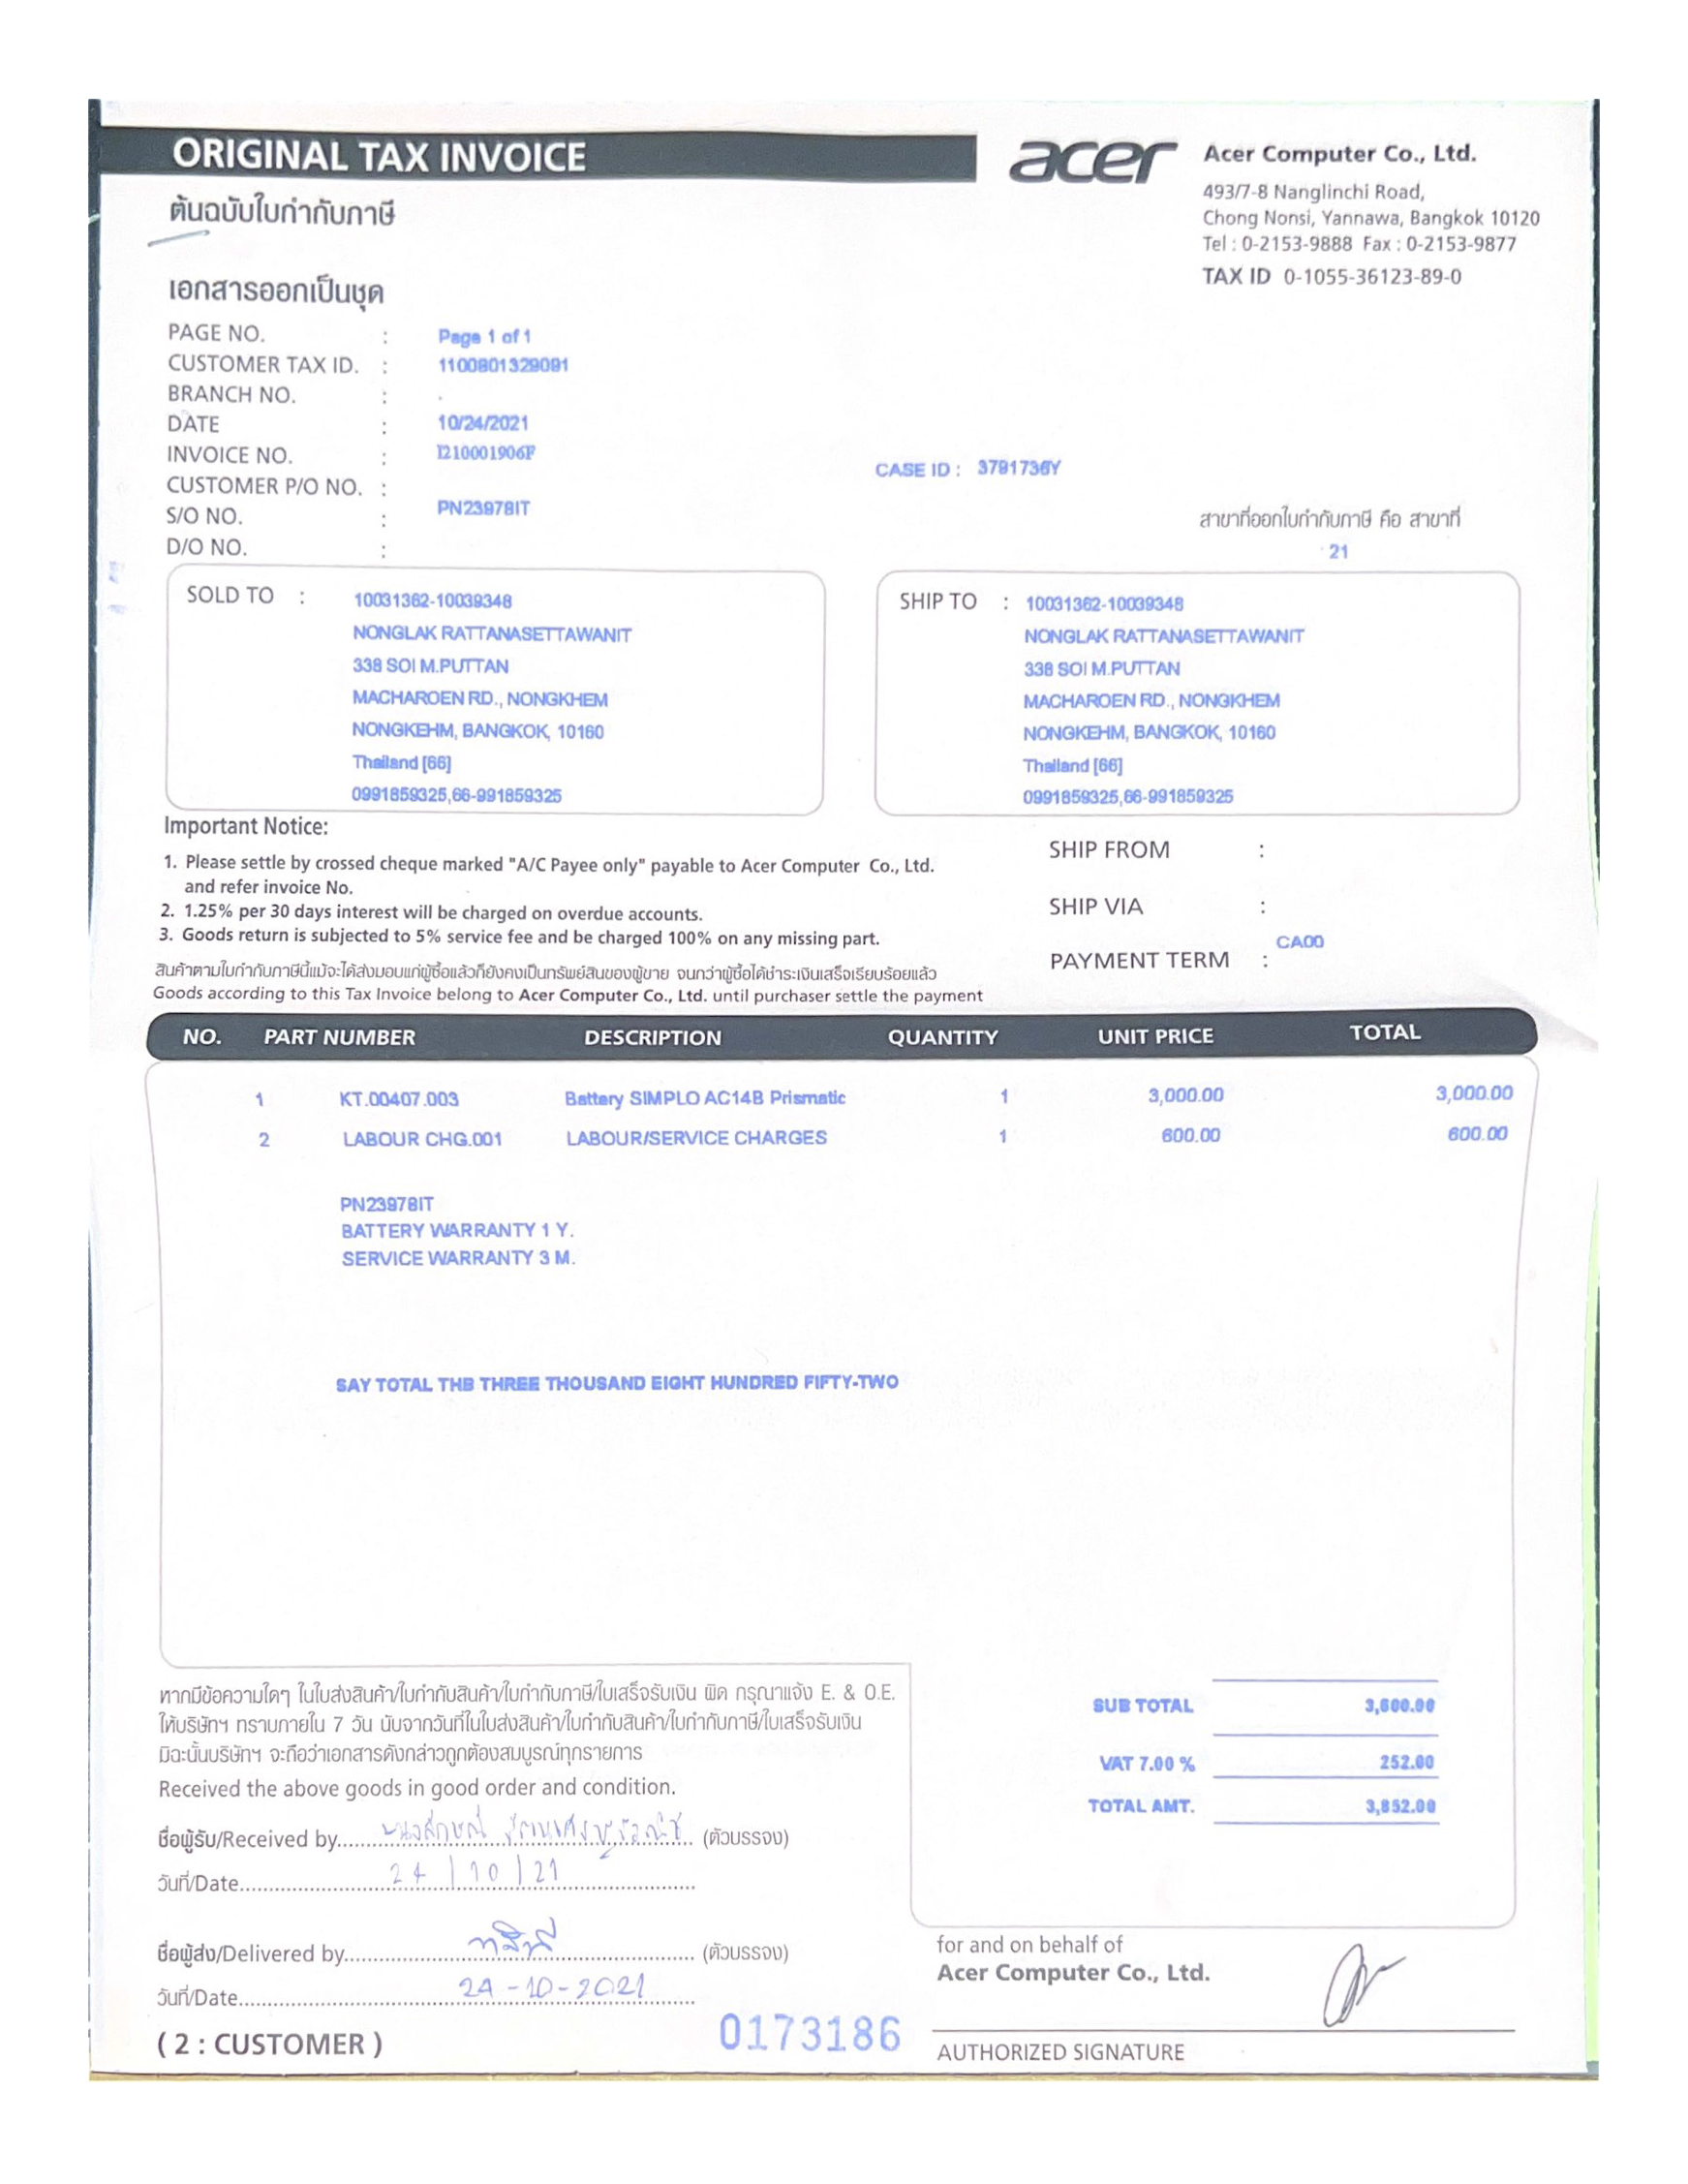 ORIGINAL TAX INVOICE
ต้นฉบับใบกำกับภาษี
acer
Acer Computer Co., Ltd.
493/7-8 Nanglinchi Road,
Chong Nonsi, Yannawa, Bangkok 10120
Tel : 0-2153-9888 Fax : 0-2153-9877
TAX ID 0-1055-36123-89-0
เอกสารออกเป็นชุด
PAGE NO. : Page 1 of 1
CUSTOMER TAX ID. : 1100801329091
BRANCH NO. : .
DATE : 10/24/2021
INVOICE NO. : I210001906F
CASE ID : 3791736Y
CUSTOMER P/O NO. :
S/O NO. : PN23978IT
D/O NO. :
สาขาที่ออกใบกำกับภาษี คือ สาขาที่
21
SOLD TO : 10031362-10039348
NONGLAK RATTANASETTAWANIT
338 SOI M.PUTTAN
MACHAROEN RD., NONGKHEM
NONGKEHM, BANGKOK, 10160
Thailand [66]
0991859325,66-991859325
SHIP TO : 10031362-10039348
NONGLAK RATTANASETTAWANIT
338 SOI M.PUTTAN
MACHAROEN RD., NONGKHEM
NONGKEHM, BANGKOK, 10160
Thailand [66]
0991859325,66-991859325
Important Notice:
1. Please settle by crossed cheque marked "A/C Payee only" payable to Acer Computer Co., Ltd.
and refer invoice No.
2. 1.25% per 30 days interest will be charged on overdue accounts.
3. Goods return is subjected to 5% service fee and be charged 100% on any missing part.
สินค้าตามใบกำกับภาษีนี้แม้จะได้ส่งมอบแก่ผู้ซื้อแล้วก็ยังคงเป็นทรัพย์สินของผู้ขาย จนกว่าผู้ซื้อได้ชำระเงินเสร็จเรียบร้อยแล้ว
Goods according to this Tax Invoice belong to Acer Computer Co., Ltd. until purchaser settle the payment
SHIP FROM :
SHIP VIA :
PAYMENT TERM : CA00
NO. PART NUMBER DESCRIPTION QUANTITY UNIT PRICE TOTAL
1 KT.00407.003 Battery SIMPLO AC14B Prismatic 1 3,000.00 3,000.00
2 LABOUR CHG.001 LABOUR/SERVICE CHARGES 1 600.00 600.00
PN23978IT
BATTERY WARRANTY 1 Y.
SERVICE WARRANTY 3 M.
SAY TOTAL THB THREE THOUSAND EIGHT HUNDRED FIFTY-TWO
หากมีข้อความใดๆ ในใบส่งสินค้า/ใบกำกับสินค้า/ใบกำกับภาษี/ใบเสร็จรับเงิน ผิด กรุณาแจ้ง E. & O.E.
ให้บริษัทฯ ทราบภายใน 7 วัน นับจากวันที่ในใบส่งสินค้า/ใบกำกับสินค้า/ใบกำกับภาษี/ใบเสร็จรับเงิน
มิฉะนั้นบริษัทฯ จะถือว่าเอกสารดังกล่าวถูกต้องสมบูรณ์ทุกรายการ
Received the above goods in good order and condition.
SUB TOTAL 3,600.00
VAT 7.00 % 252.00
TOTAL AMT. 3,852.00
ชื่อผู้รับ/Received by นงลักษณ์ (ตัวบรรจง)
วันที่/Date 24 / 10 / 21
ชื่อผู้ส่ง/Delivered by (ตัวบรรจง)
วันที่/Date 24-10-2021
for and on behalf of
Acer Computer Co., Ltd.
( 2 : CUSTOMER )
0173186
AUTHORIZED SIGNATURE